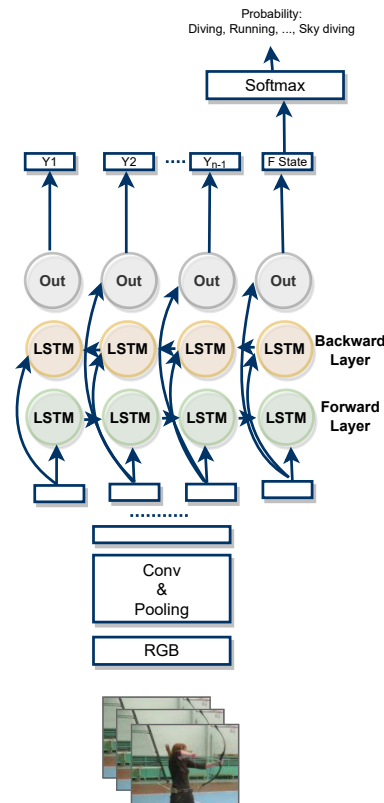 Probability:
Diving, Running, ..., Sky diving
Softmax
Y1
Y2
.....
Yn-1
F State
Out
Out
Out
Out
LSTM
LSTM
LSTM
LSTM
Backward
Layer
LSTM
LSTM
LSTM
LSTM
Forward
Layer
...........
Conv
&
Pooling
RGB